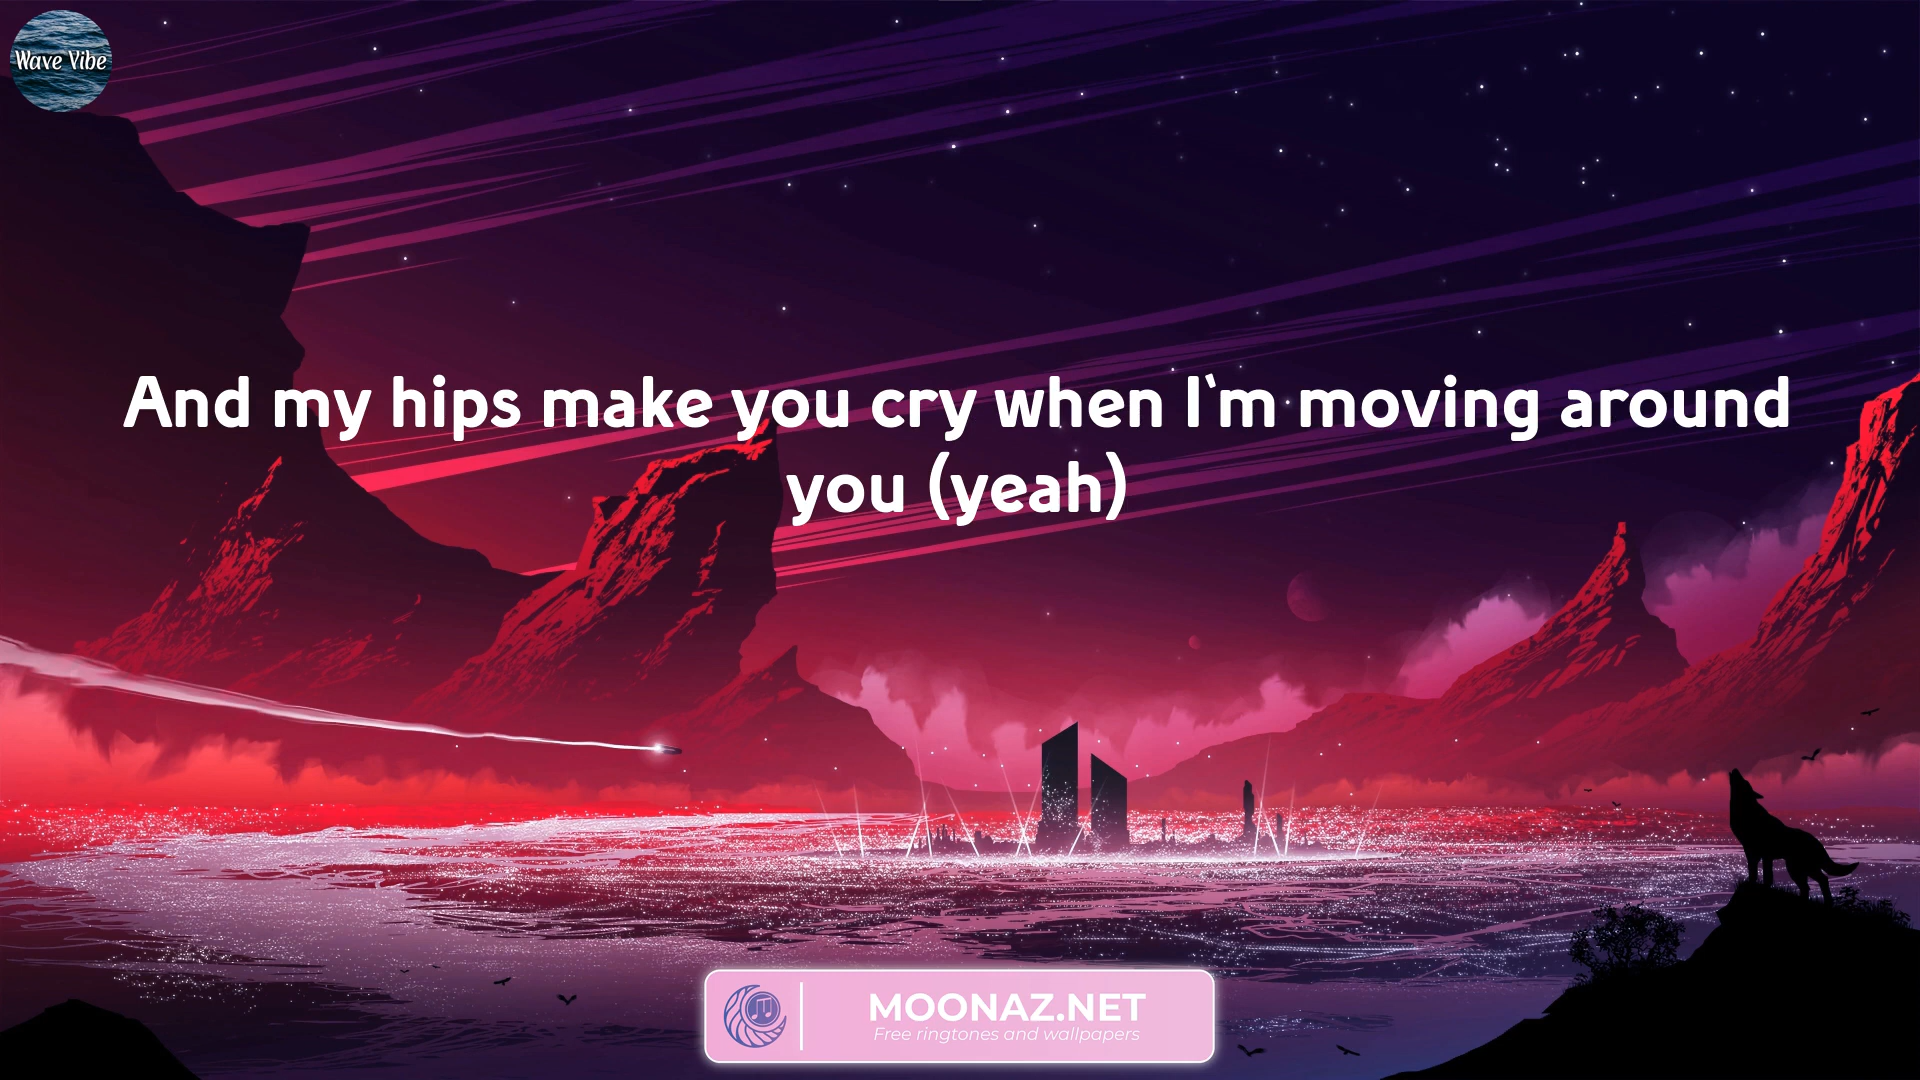 Wave Vibe
And my hips make you cry when I`m moving around
you (yeah)
MOONAZ.NET
Free ringtones and wallpapers